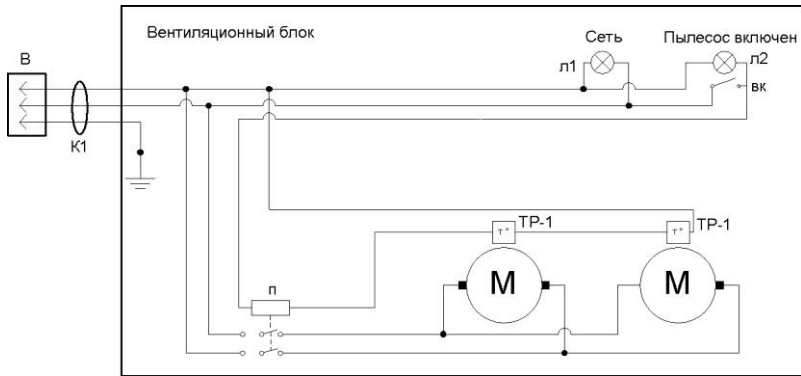 Вентиляционный блок
Сеть
Пылесос включен
В
л1
л2
вк
К1
ТР-1
ТР-1
т°
т°
М
М
п